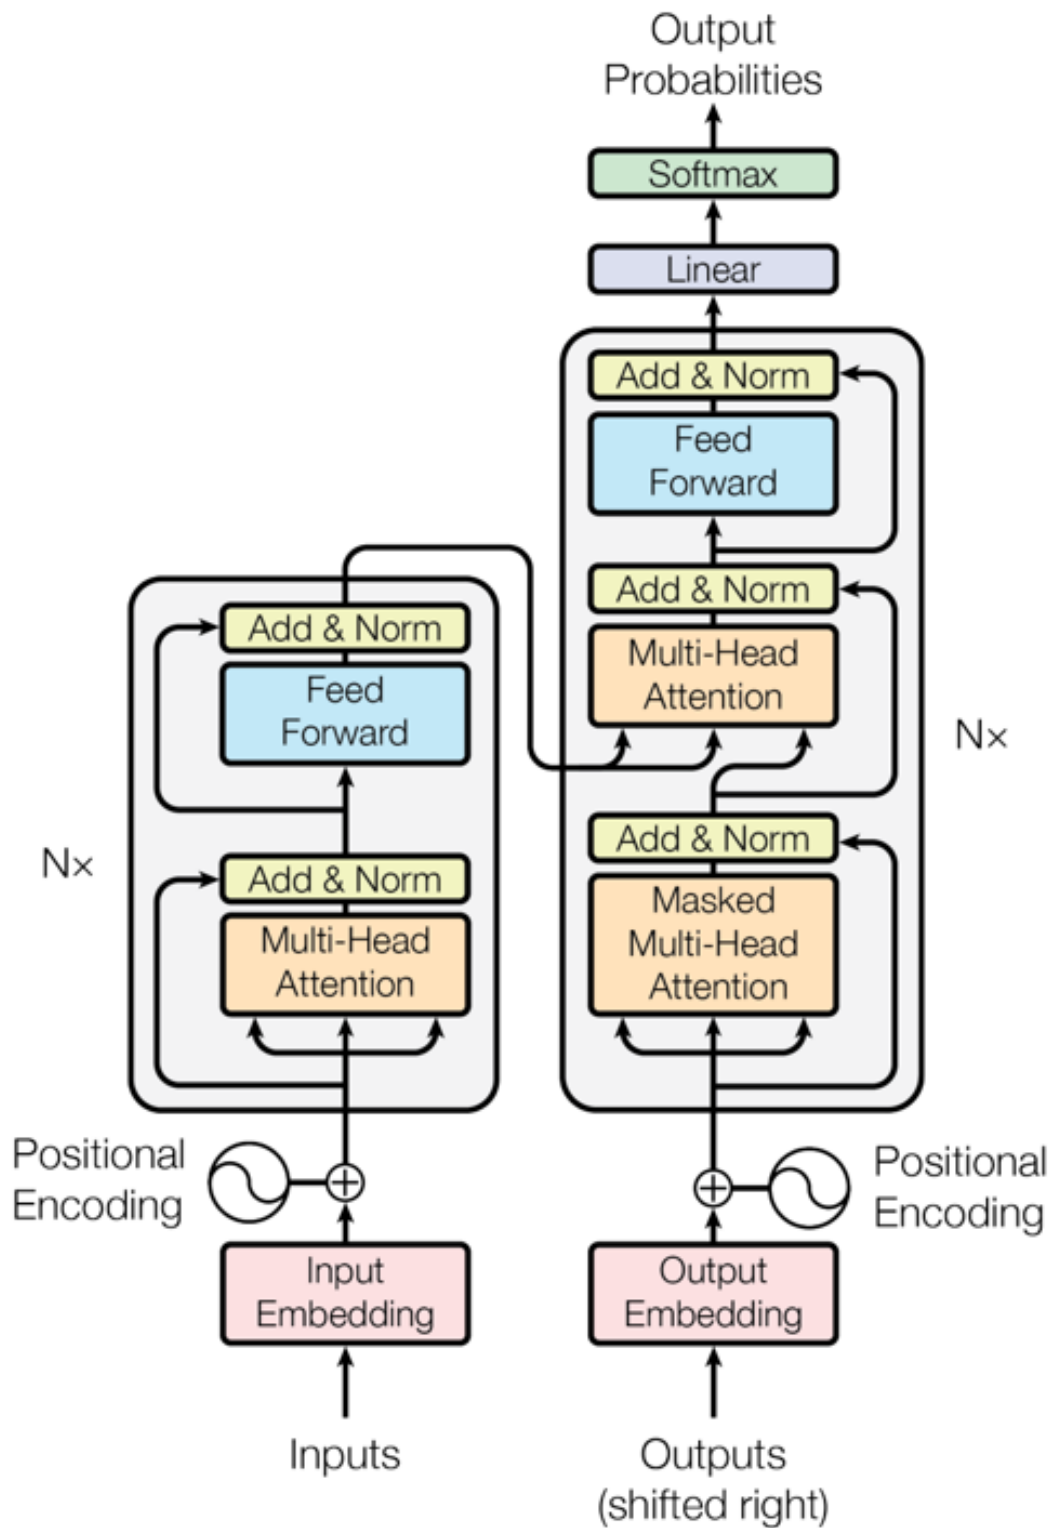 Output
Probabilities
Softmax
Linear
Add & Norm
Feed
Forward
Add & Norm
Multi-Head
Attention
Nx
Add & Norm
Masked
Multi-Head
Attention
Positional
Encoding
Output
Embedding
Outputs
(shifted right)
Add & Norm
Feed
Forward
Nx
Add & Norm
Multi-Head
Attention
Positional
Encoding
Input
Embedding
Inputs